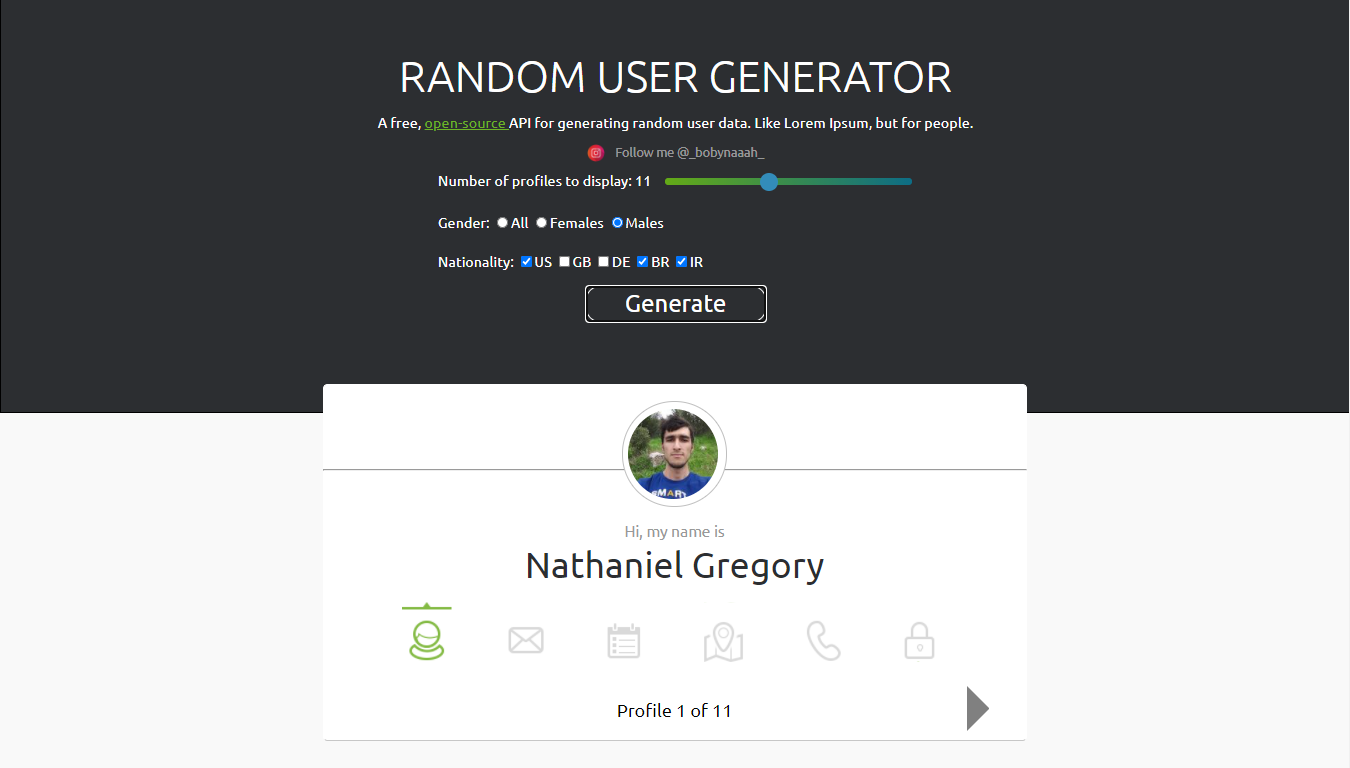 RANDOM USER GENERATOR
A free, open-source API for generating random user data. Like Lorem Ipsum, but for people.
Follow me @_bobynaaah_
Number of profiles to display: 11
Gender: All Females Males
Nationality: US GB DE BR IR
Generate
SMART
Hi, my name is
Nathaniel Gregory
Profile 1 of 11